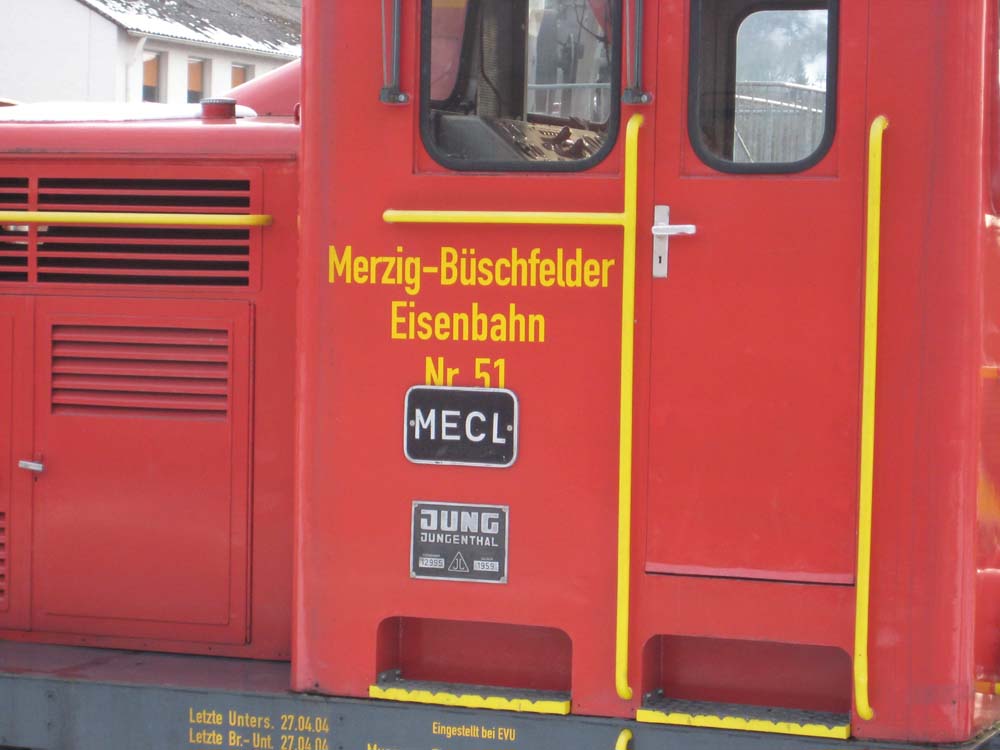 Merzig-Büschfelder
Eisenbahn
Nr. 51
MECL
JUNG
JUNGENTHAL
12995
1959
Letzte Unters. 27.04.04
Letzte Br.- Unt. 27.04.04
Eingestellt bei EVU